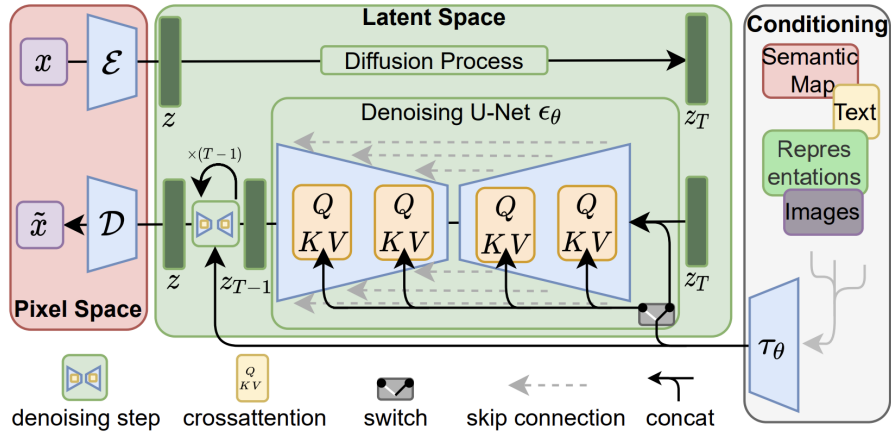 Latent Space
Conditioning
x
ℰ
z
Diffusion Process
z_T
Semantic
Map
Text
Repres
entations
Images
Denoising U-Net ϵ_θ
×(T−1)
x̃
𝒟
z
z_{T−1}
Q
KV
Q
KV
Q
KV
Q
KV
z_T
Pixel Space
τ_θ
Q
KV
denoising step
crossattention
switch
skip connection
concat